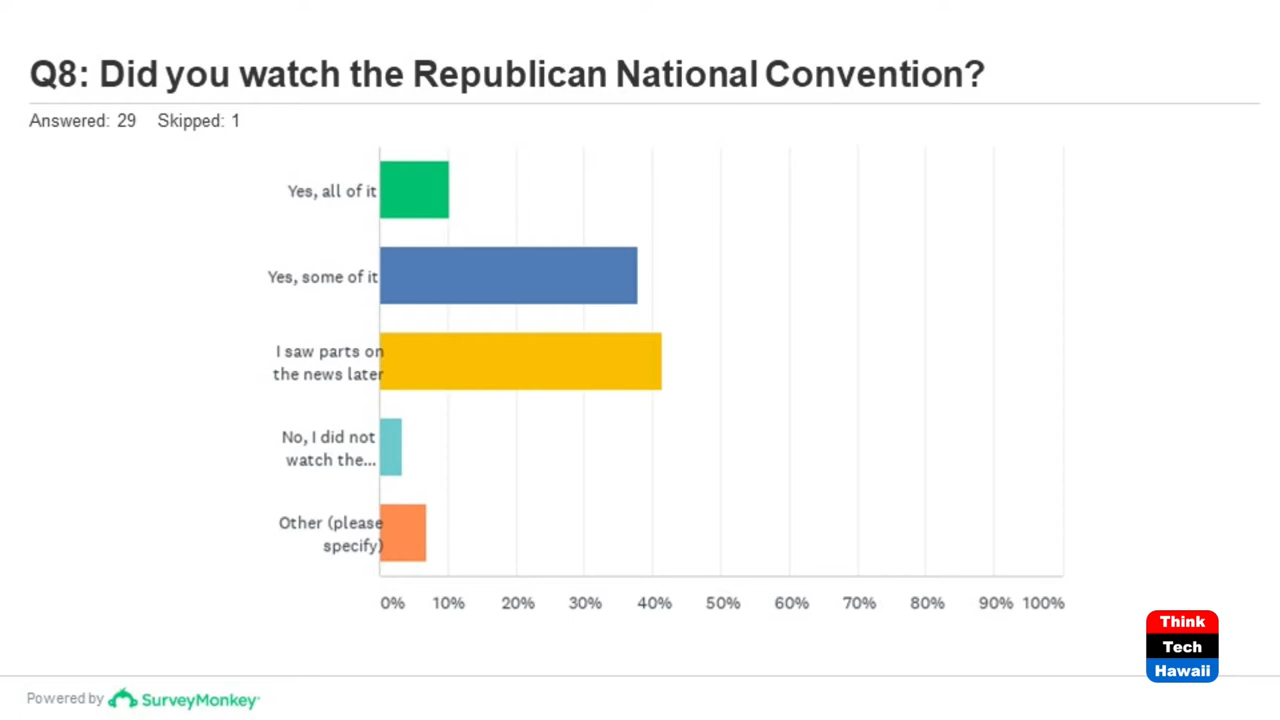 Q8: Did you watch the Republican National Convention?
Answered: 29 Skipped: 1
Yes, all of it
Yes, some of it
I saw parts on
the news later
No, I did not
watch the...
Other (please
specify)
0% 10% 20% 30% 40% 50% 60% 70% 80% 90% 100%
Think
Tech
Hawaii
Powered by SurveyMonkey